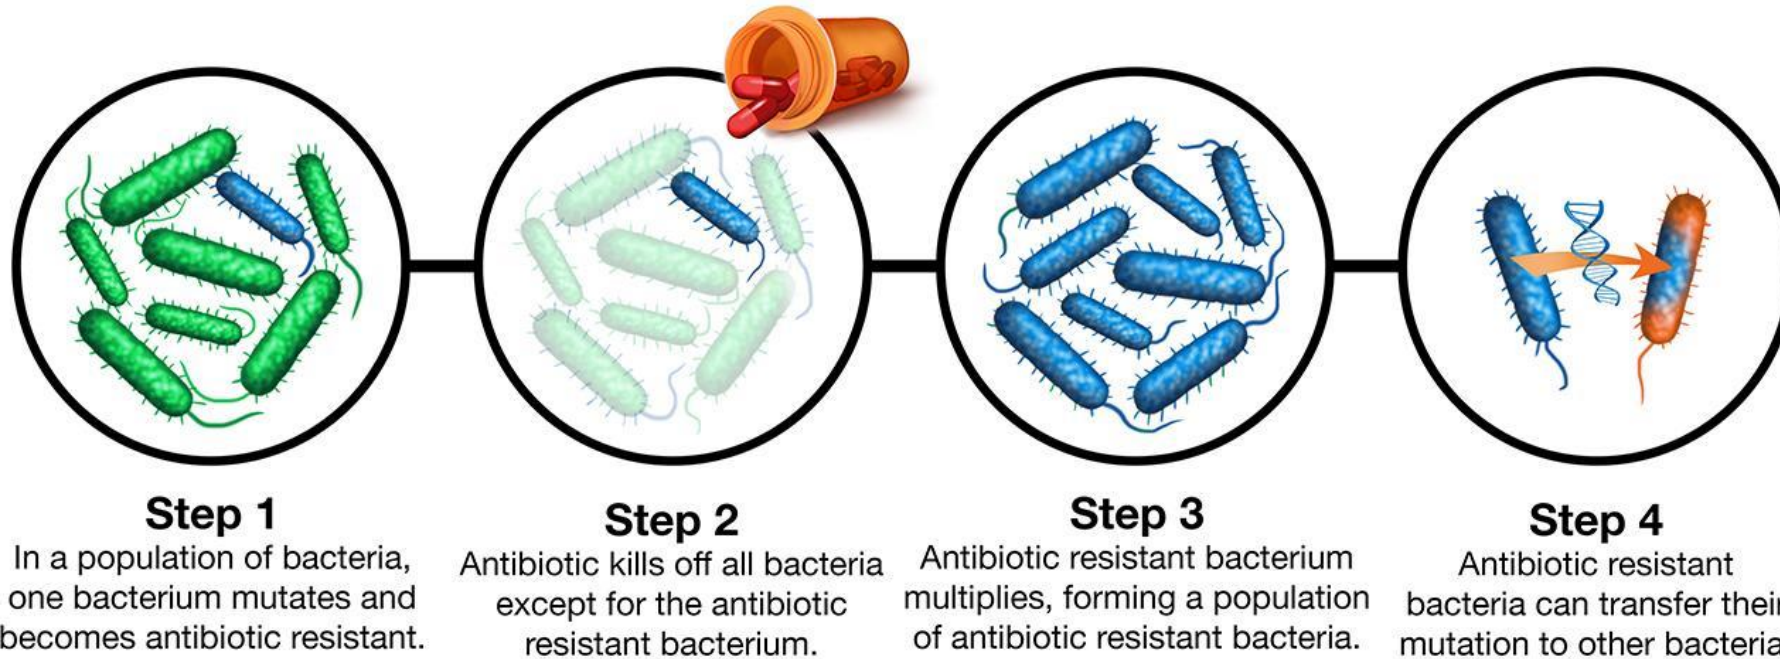 Step 1
In a population of bacteria,
one bacterium mutates and
becomes antibiotic resistant.
Step 2
Antibiotic kills off all bacteria
except for the antibiotic
resistant bacterium.
Step 3
Antibiotic resistant bacterium
multiplies, forming a population
of antibiotic resistant bacteria.
Step 4
Antibiotic resistant
bacteria can transfer their
mutation to other bacteria